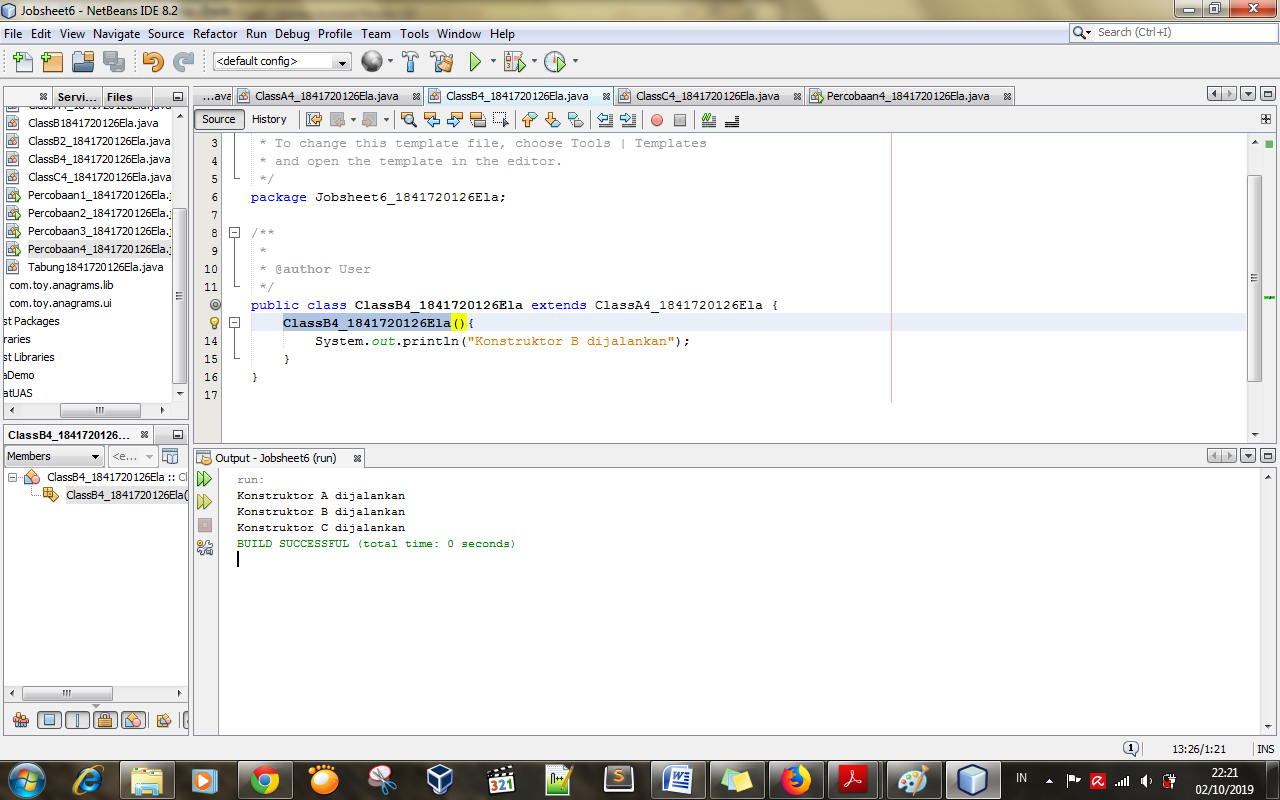 Jobsheet6 - NetBeans IDE 8.2
File Edit View Navigate Source Refactor Run Debug Profile Team Tools Window Help
Search (Ctrl+I)
<default config>
Servi... Files
...ava ClassA4_1841720126Ela.java ClassB4_1841720126Ela.java ClassC4_1841720126Ela.java Percobaan4_1841720126Ela.java
Source History
ClassB1841720126Ela.java
ClassB2_1841720126Ela.java
ClassB4_1841720126Ela.java
ClassC4_1841720126Ela.java
Percobaan1_1841720126Ela.j
Percobaan2_1841720126Ela.j
Percobaan3_1841720126Ela.j
Percobaan4_1841720126Ela.j
Tabung1841720126Ela.java
com.toy.anagrams.lib
com.toy.anagrams.ui
st Packages
raries
st Libraries
aDemo
atUAS
3 * To change this template file, choose Tools | Templates
4 * and open the template in the editor.
5 */
6 package Jobsheet6_1841720126Ela;
7
8 /**
9 *
10 * @author User
11 */
public class ClassB4_1841720126Ela extends ClassA4_1841720126Ela {
ClassB4_1841720126Ela(){
14 System.out.println("Konstruktor B dijalankan");
15 }
16 }
17
ClassB4_1841720126...
Members <e...
ClassB4_1841720126Ela :: Cl
ClassB4_1841720126Ela(
Output - Jobsheet6 (run)
run:
Konstruktor A dijalankan
Konstruktor B dijalankan
Konstruktor C dijalankan
BUILD SUCCESSFUL (total time: 0 seconds)
1 13:26/1:21 INS
321
IN
22:21
02/10/2019